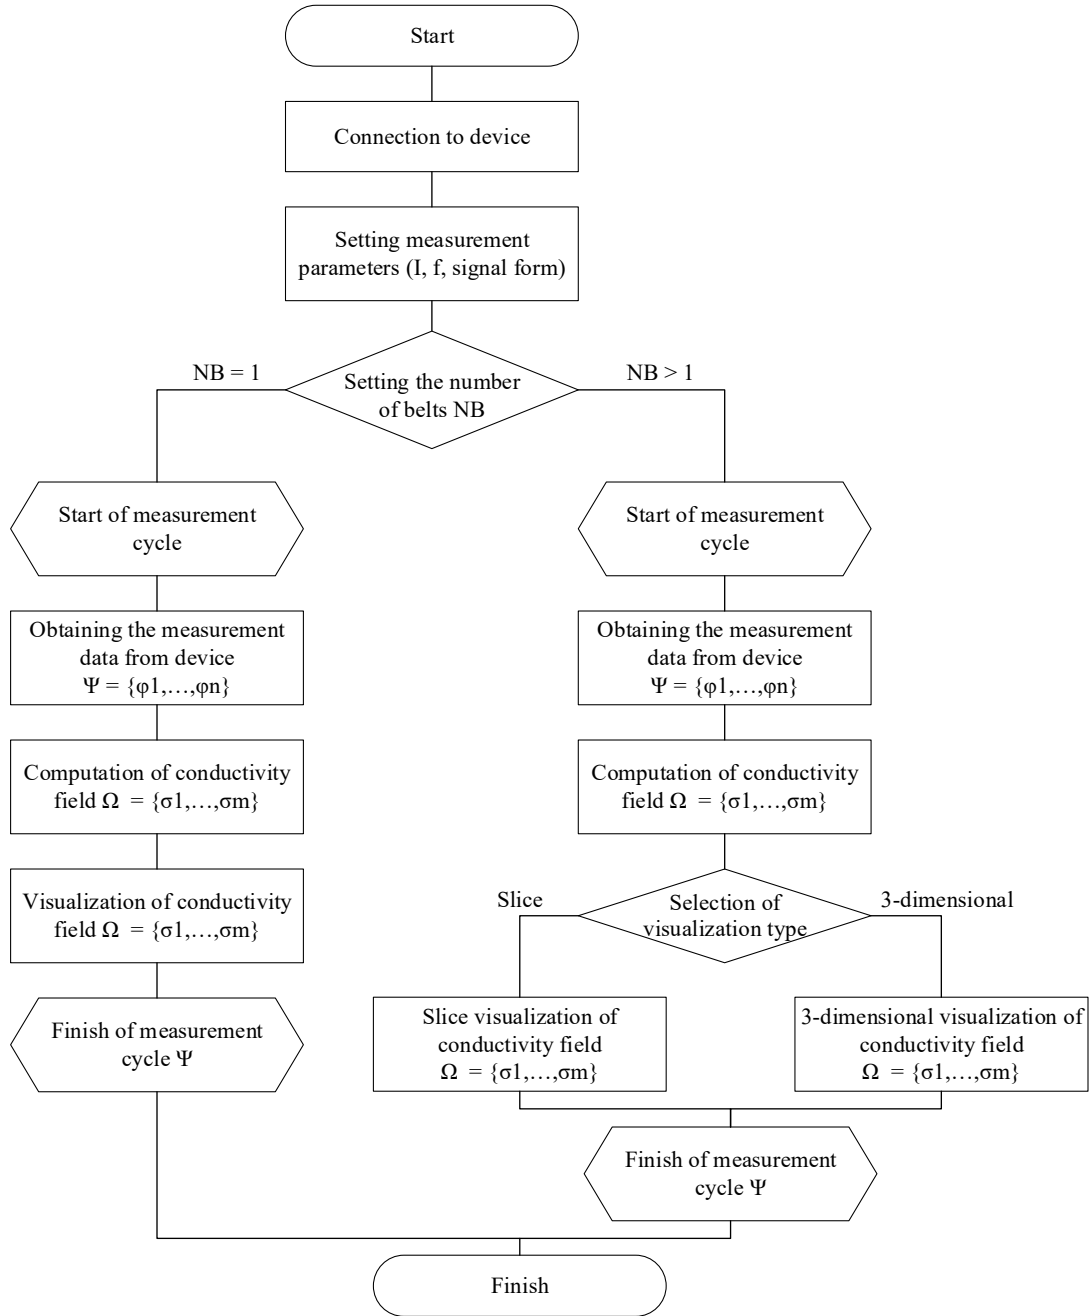 Start
Connection to device
Setting measurement
parameters (I, f, signal form)
NB = 1
Setting the number
of belts NB
NB > 1
Start of measurement
cycle
Obtaining the measurement
data from device
Ψ = {φ1,…,φn}
Computation of conductivity
field Ω = {σ1,…,σm}
Visualization of conductivity
field Ω = {σ1,…,σm}
Finish of measurement
cycle Ψ
Start of measurement
cycle
Obtaining the measurement
data from device
Ψ = {φ1,…,φn}
Computation of conductivity
field Ω = {σ1,…,σm}
Slice
Selection of
visualization type
3-dimensional
Slice visualization of
conductivity field
Ω = {σ1,…,σm}
3-dimensional visualization of
conductivity field
Ω = {σ1,…,σm}
Finish of measurement
cycle Ψ
Finish